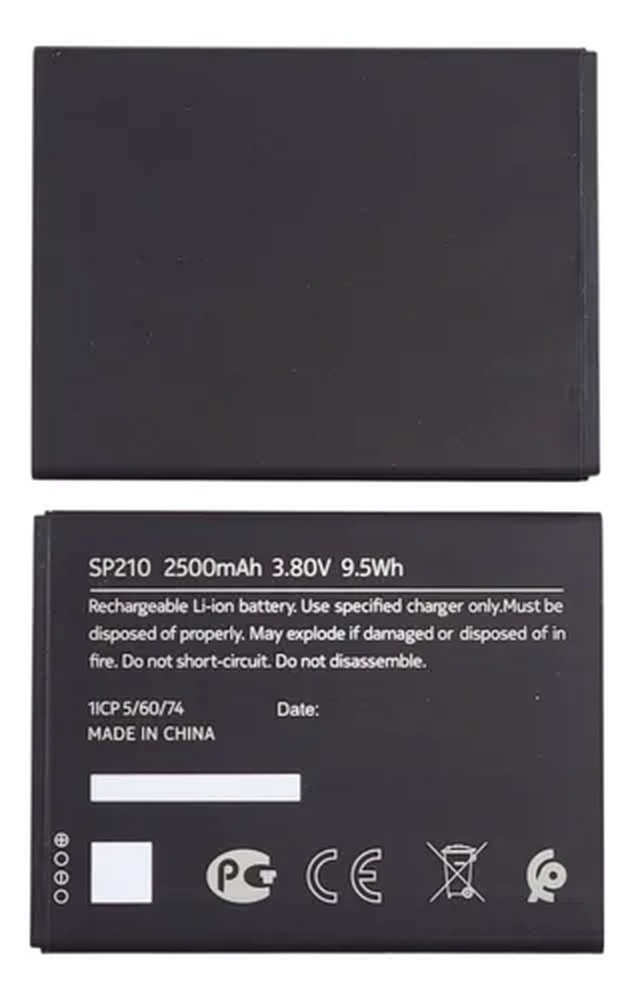 SP210 2500mAh 3.80V 9.5Wh
Rechargeable Li-ion battery. Use specified charger only.Must be
disposed of properly. May explode if damaged or disposed of in
fire. Do not short-circuit. Do not disassemble.
1ICP 5/60/74 Date:
MADE IN CHINA
PG CE